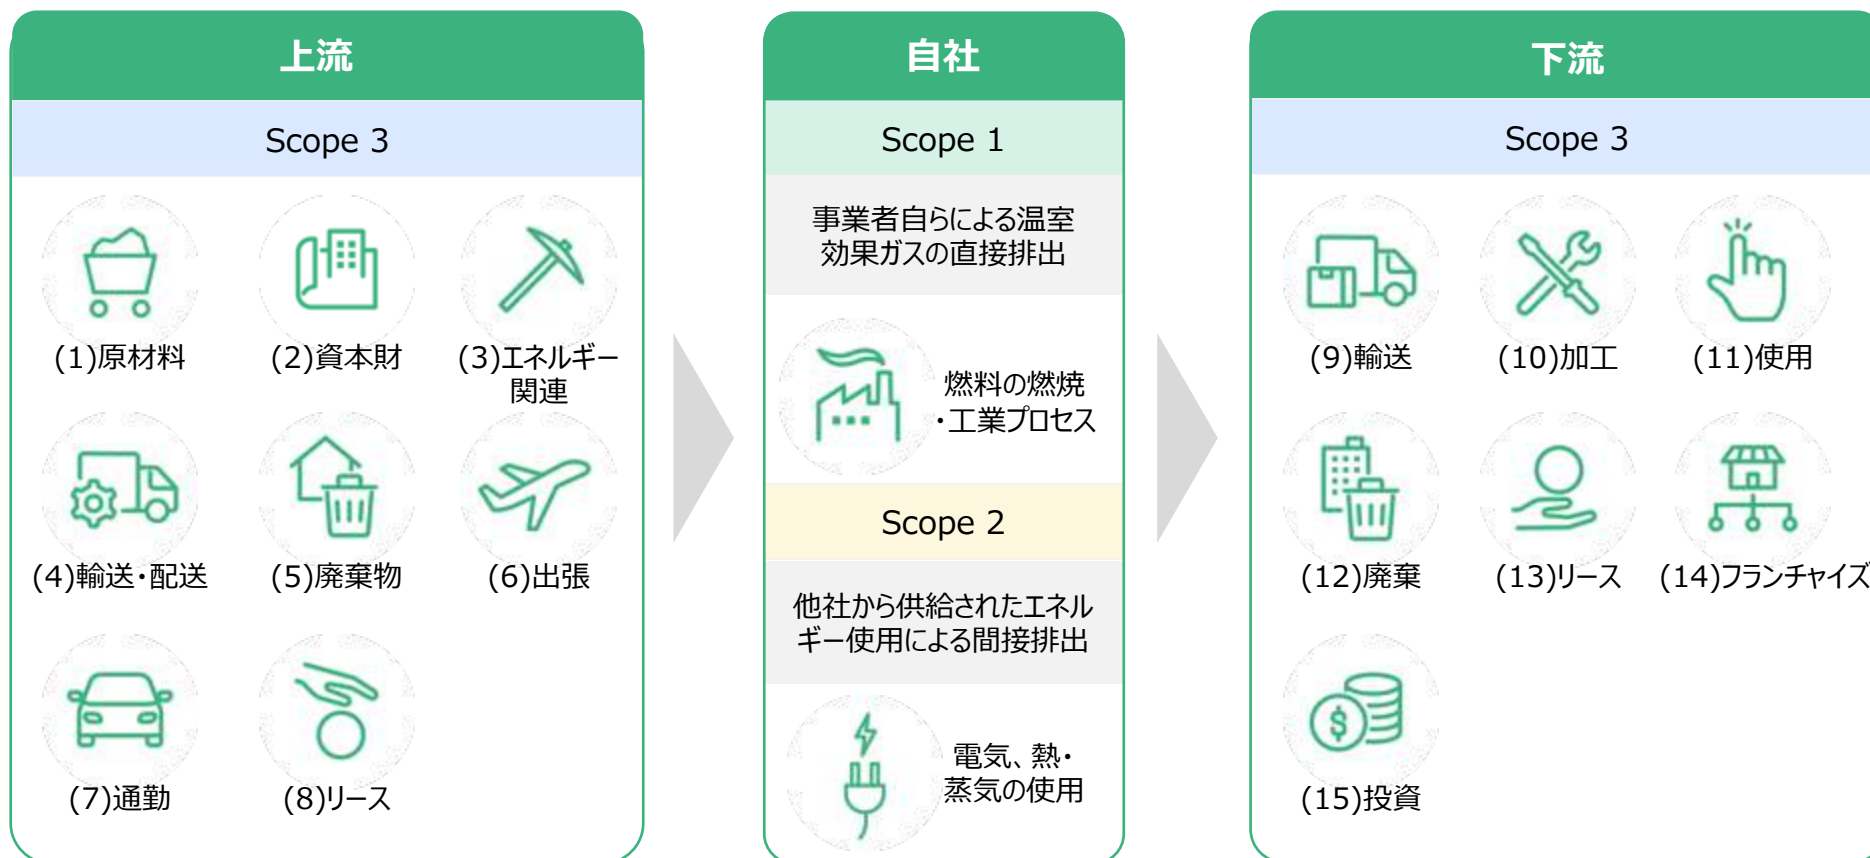 上流
Scope 3
(1)原材料
(2)資本財
(3)エネルギー
関連
(4)輸送・配送
(5)廃棄物
(6)出張
(7)通勤
(8)リース
自社
Scope 1
事業者自らによる温室
効果ガスの直接排出
燃料の燃焼
・工業プロセス
Scope 2
他社から供給されたエネル
ギー使用による間接排出
電気、熱・
蒸気の使用
下流
Scope 3
(9)輸送
(10)加工
(11)使用
(12)廃棄
(13)リース
(14)フランチャイズ
$
(15)投資